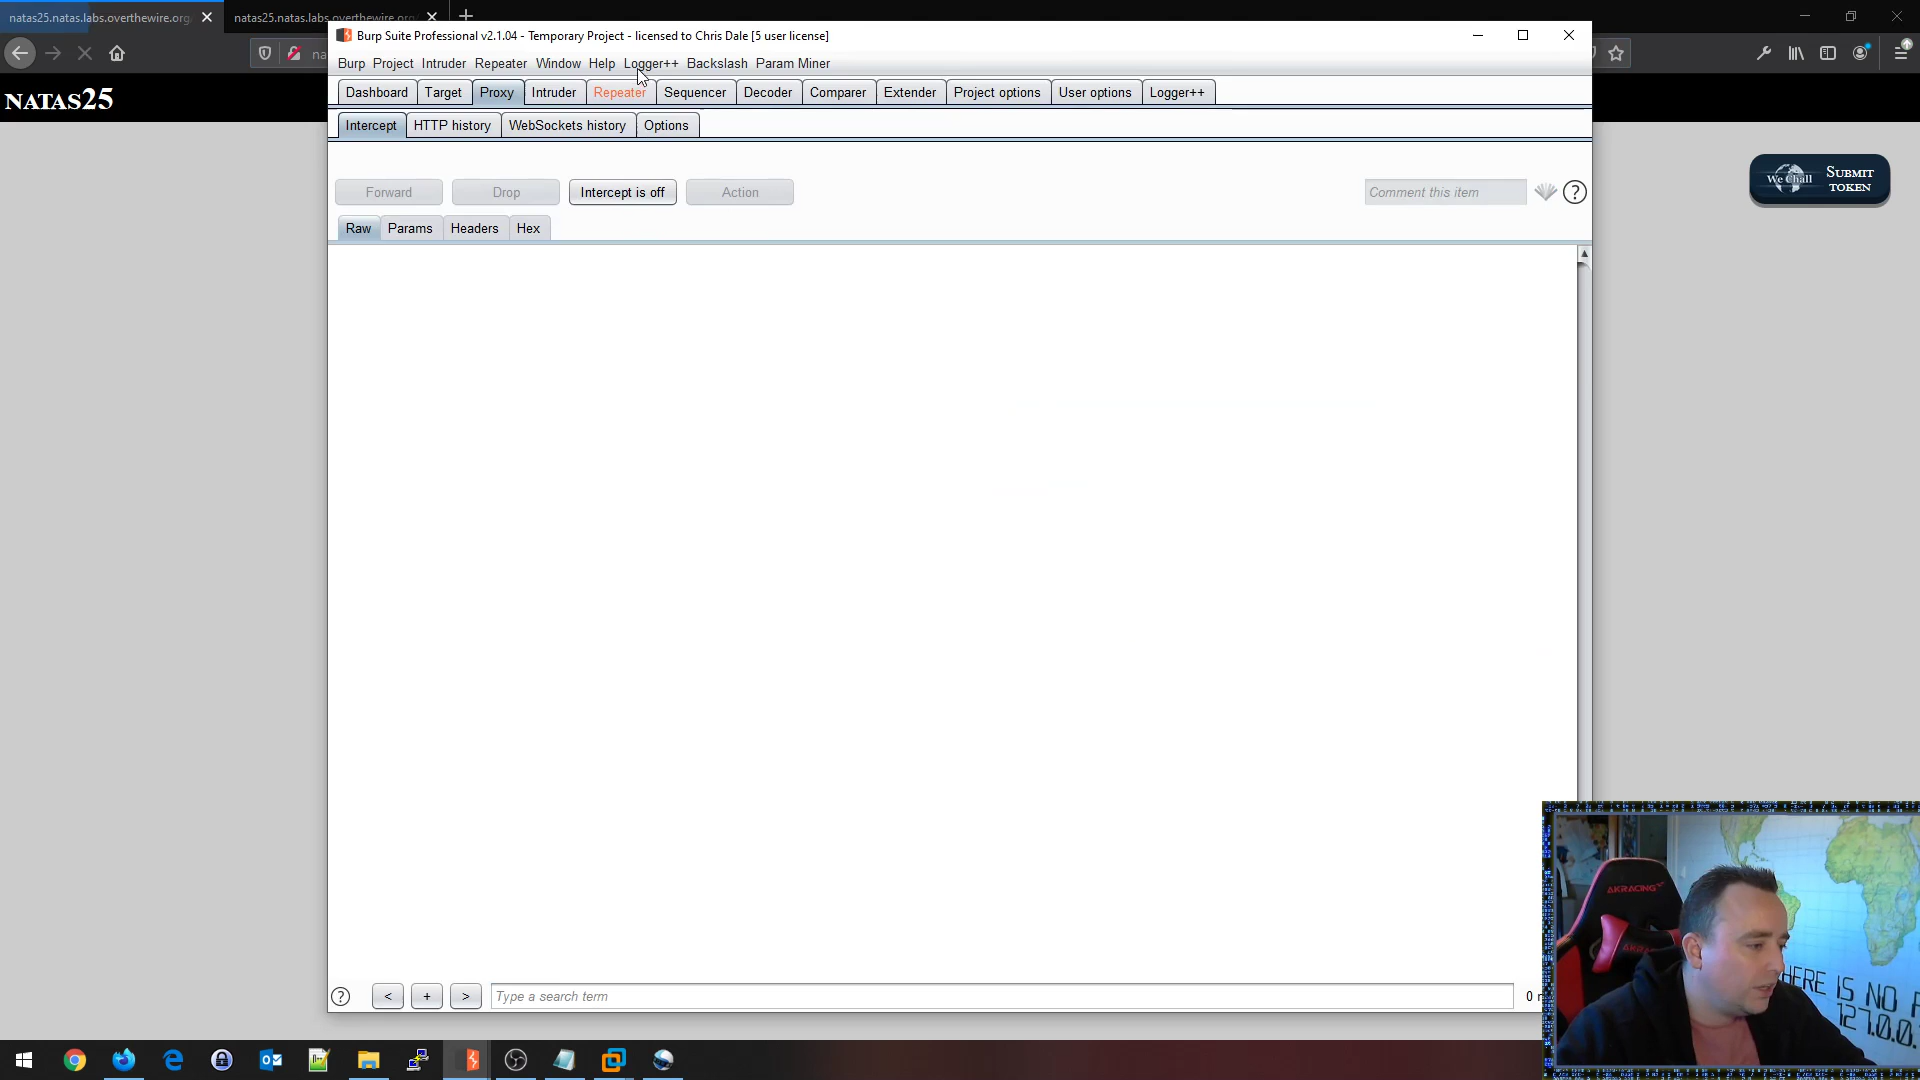 natas25.natas.labs.overthewire.org
natas25.natas.labs.overthewire.org
Burp Suite Professional v2.1.04 - Temporary Project - licensed to Chris Dale [5 user license]
Burp Project Intruder Repeater Window Help Logger++ Backslash Param Miner
NATAS25
Dashboard Target Proxy Intruder Repeater Sequencer Decoder Comparer Extender Project options User options Logger++
Intercept HTTP history WebSockets history Options
Forward Drop Intercept is off Action Comment this item ?
We Chall SUBMIT TOKEN
Raw Params Headers Hex
AKRACING
HERE IS NO
127.0.0
? < + > Type a search term 0